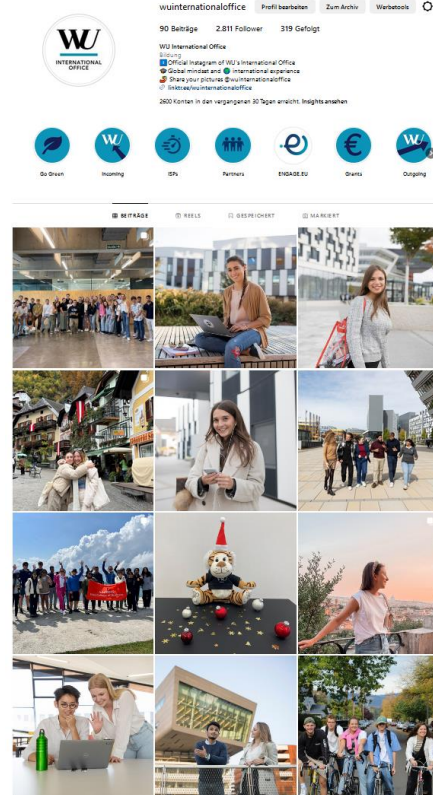 wuinternationaloffice Profil bearbeiten Zum Archiv Werbetools
90 Beiträge 2.811 Follower 319 Gefolgt
WU International Office
Bildung
Official Instagram of WU's International Office
Global mindset and international experience
Share your pictures @wuinternationaloffice
linktr.ee/wuinternationaloffice
2600 Konten in den vergangenen 30 Tagen erreicht. Insights ansehen
WU
INTERNATIONAL
OFFICE
Go Green Incoming ISPs Partners ENGAGE.EU Grants Outgoing
BEITRÄGE REELS GESPEICHERT MARKIERT